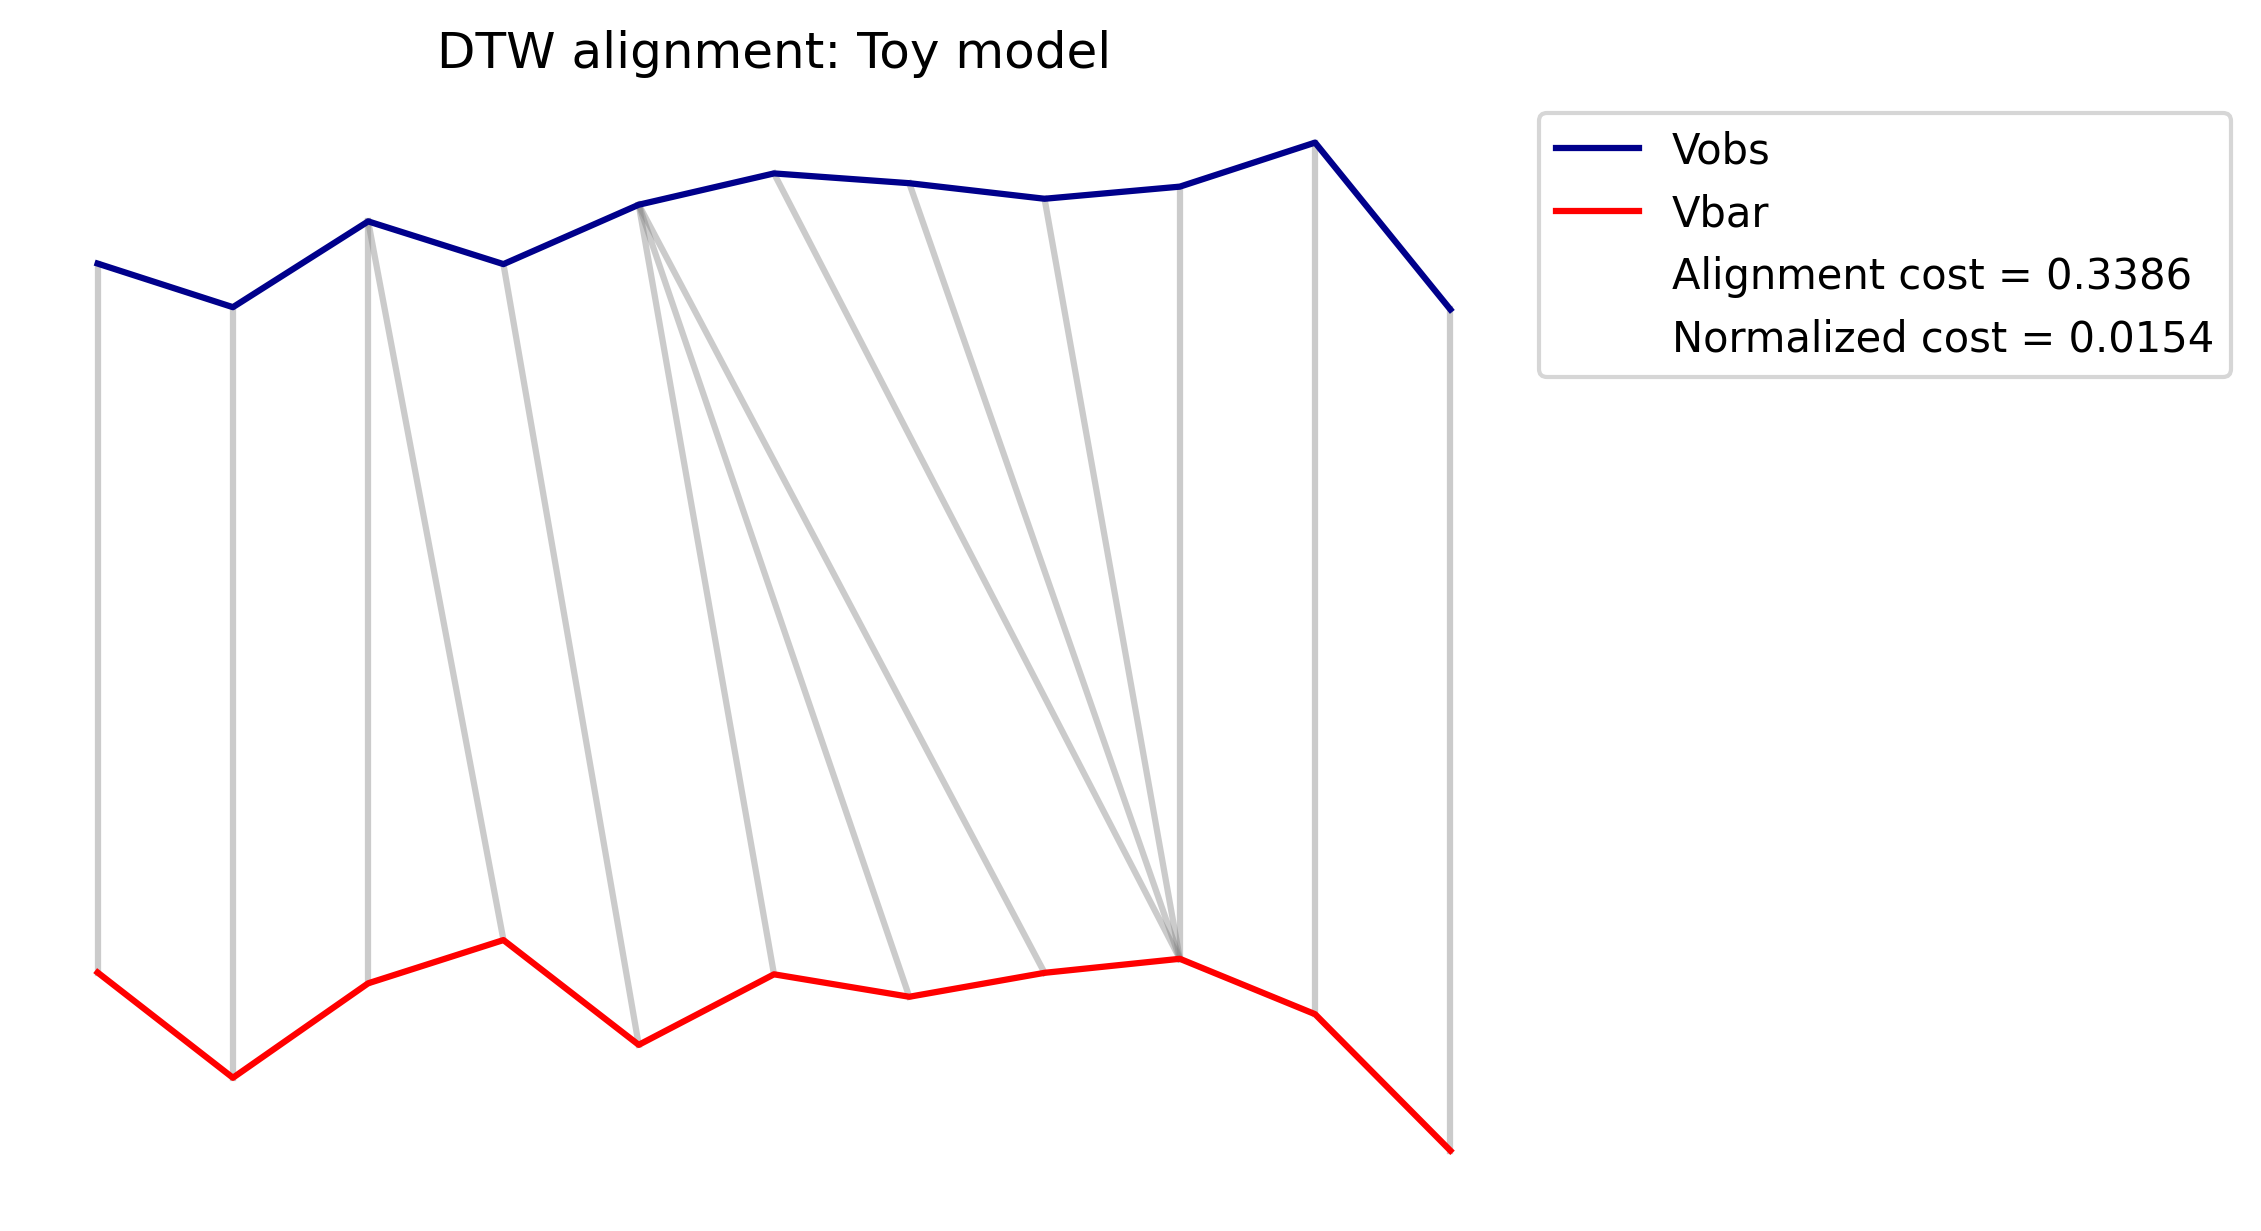 DTW alignment: Toy model
Vobs
Vbar
Alignment cost = 0.3386
Normalized cost = 0.0154